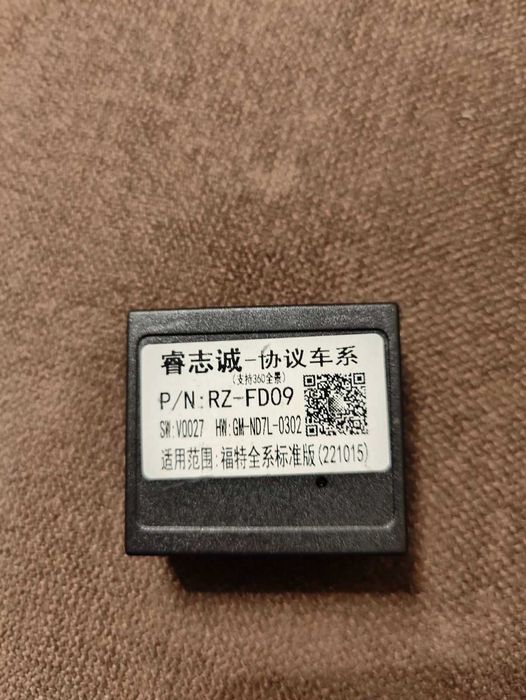 睿志诚-协议车系
(支持360全景)
P/N:RZ-FD09
SW:V0027 HW:GM-ND7L-0302
适用范围:福特全系标准版(221015)